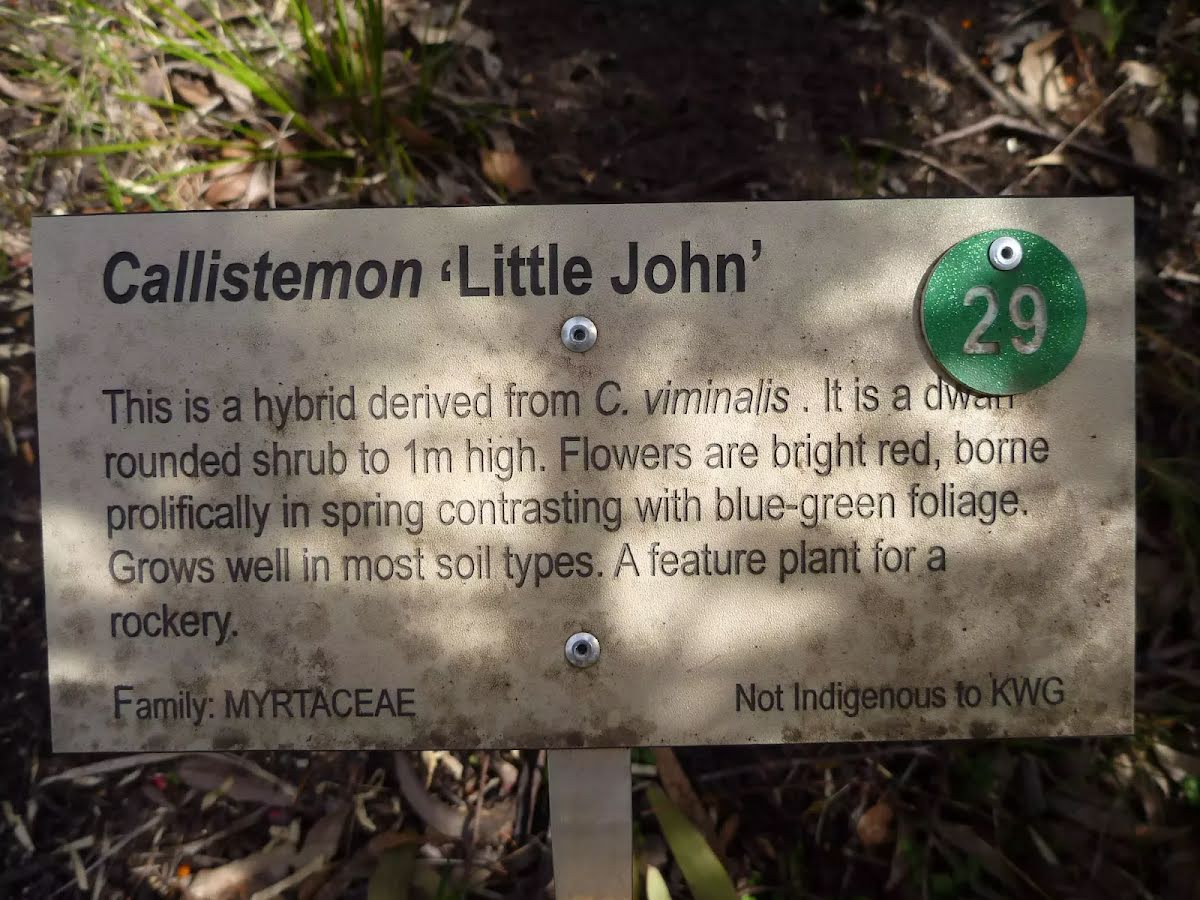 Callistemon ‘Little John’
29
This is a hybrid derived from C. viminalis . It is a dwarf
rounded shrub to 1m high. Flowers are bright red, borne
prolifically in spring contrasting with blue-green foliage.
Grows well in most soil types. A feature plant for a
rockery.
Family: MYRTACEAE
Not Indigenous to KWG